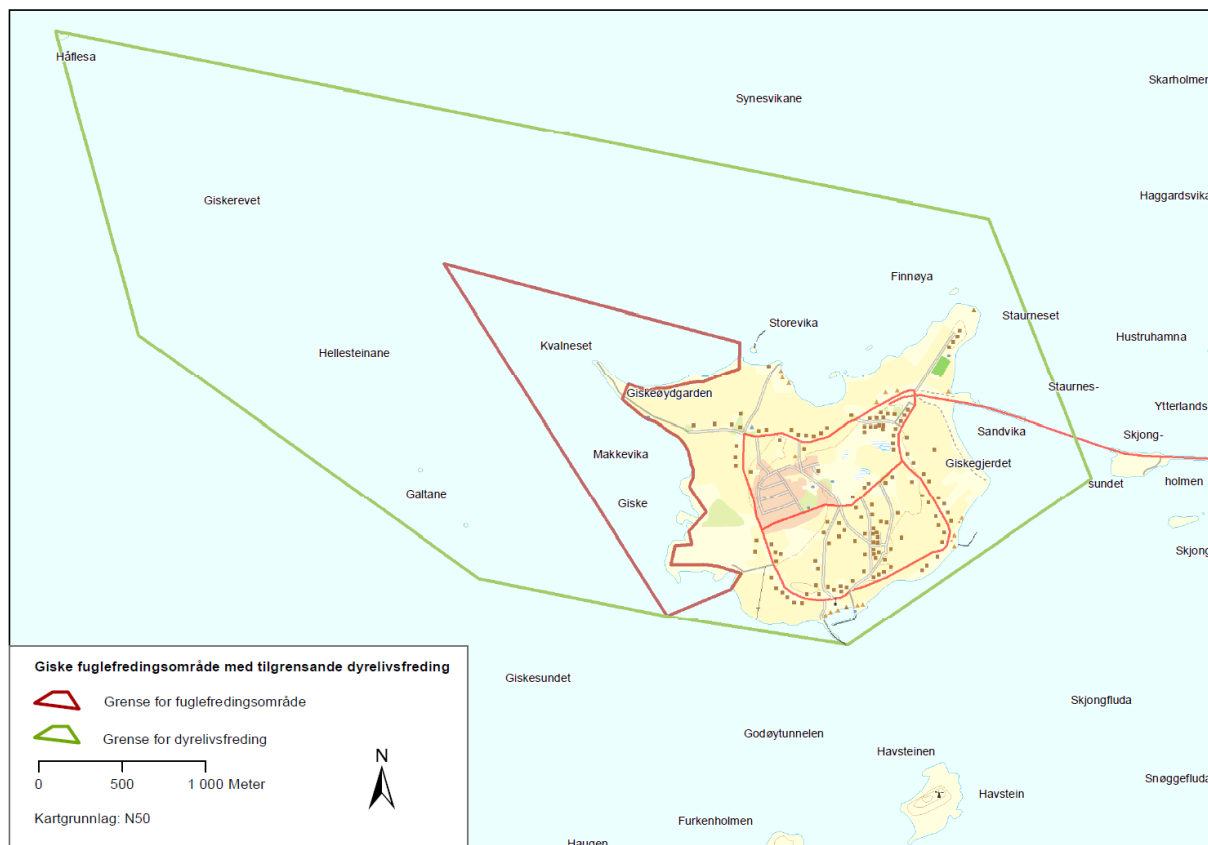 Håflesa
Skarholmen
Synesvikane
Giskerevet
Haggardsvika
Finnøya
Staurneset
Storevika
Hustruhamna
Kvalneset
Hellesteinane
Staurnes-
Giskeøydgarden
Ytterlands
Sandvika
Skjong-
Makkevika
Giskegjerdet
sundet
holmen
Galtane
Giske
Skjong
Giske fuglefredingsområde med tilgrensande dyrelivsfreding
Grense for fuglefredingsområde
Grense for dyrelivsfreding
0 500 1 000 Meter
N
Kartgrunnlag: N50
Giskesundet
Skjongfluda
Godøytunnelen
Havsteinen
Snøggefluda
Havstein
Furkenholmen
Haugen